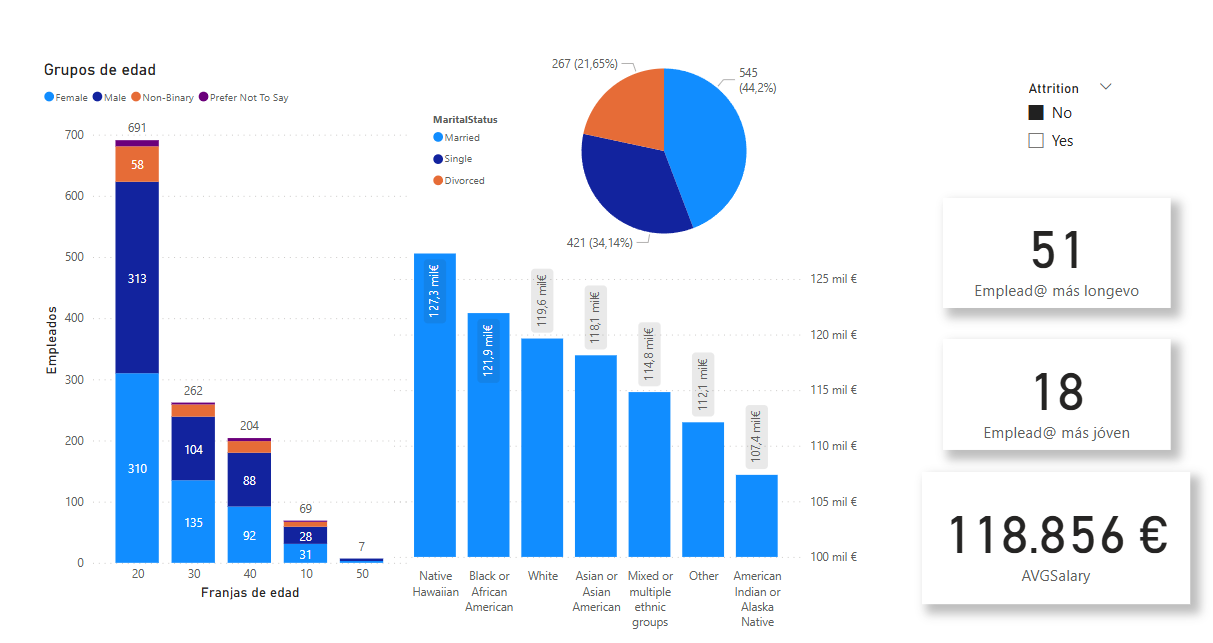 Grupos de edad
Female Male Non-Binary Prefer Not To Say
700
600
500
400
300
200
100
0
Empleados
691
58
313
310
262
104
135
204
88
92
69
28
31
7
20
30
40
10
50
Franjas de edad
MaritalStatus
Married
Single
Divorced
267 (21,65%)
545
(44,2%)
421 (34,14%)
127,3 mil€
121,9 mil€
119,6 mil€
118,1 mil€
114,8 mil€
112,1 mil€
107,4 mil€
125 mil €
120 mil €
115 mil €
110 mil €
105 mil €
100 mil €
Native
Hawaiian
Black or
African
American
White
Asian or
Asian
American
Mixed or
multiple
ethnic
groups
Other
American
Indian or
Alaska
Native
Attrition
No
Yes
51
Emplead@ más longevo
18
Emplead@ más jóven
118.856 €
AVGSalary